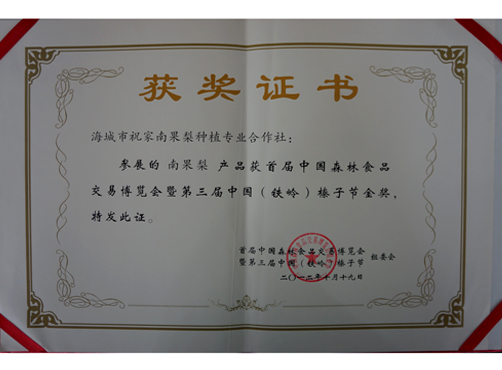 获奖证书
海城市祝家南果梨种植专业合作社：
参展的 南果梨 产品获首届中国森林食品
交易博览会暨第三届中国（铁岭）榛子节金奖，
特发此证。
首届中国森林食品交易博览会
暨第三届中国（铁岭）榛子节 组委会
二〇一二年十月十九日